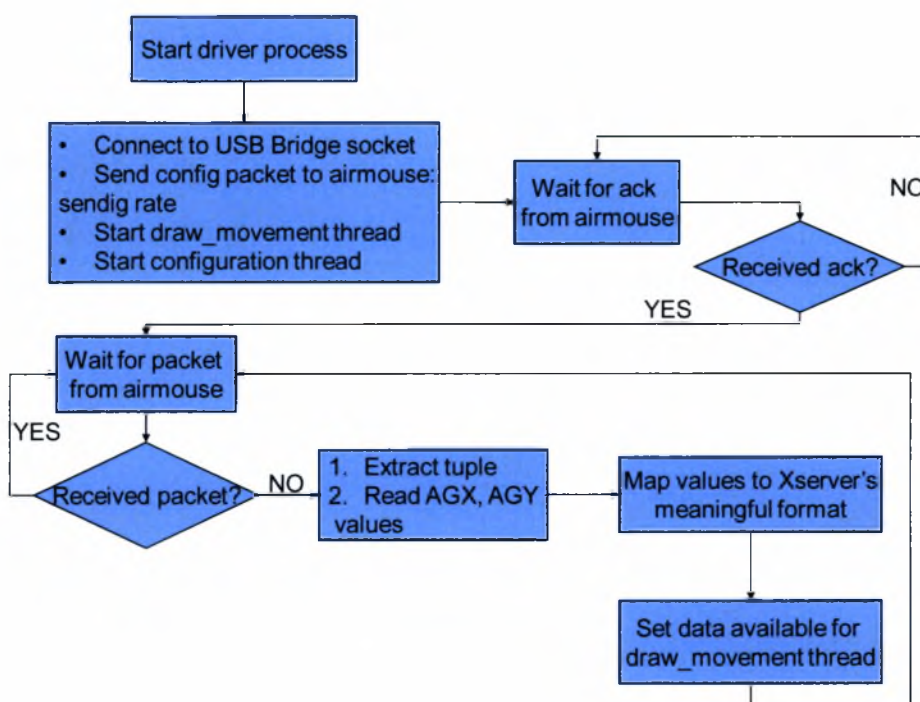 Start driver process
• Connect to USB Bridge socket
• Send config packet to airmouse:
sendig rate
• Start draw_movement thread
• Start configuration thread
Wait for ack
from airmouse
NO
Received ack?
YES
Wait for packet
from airmouse
YES
Received packet?
NO
1. Extract tuple
2. Read AGX, AGY
values
Map values to Xserver's
meaningful format
Set data available for
draw_movement thread